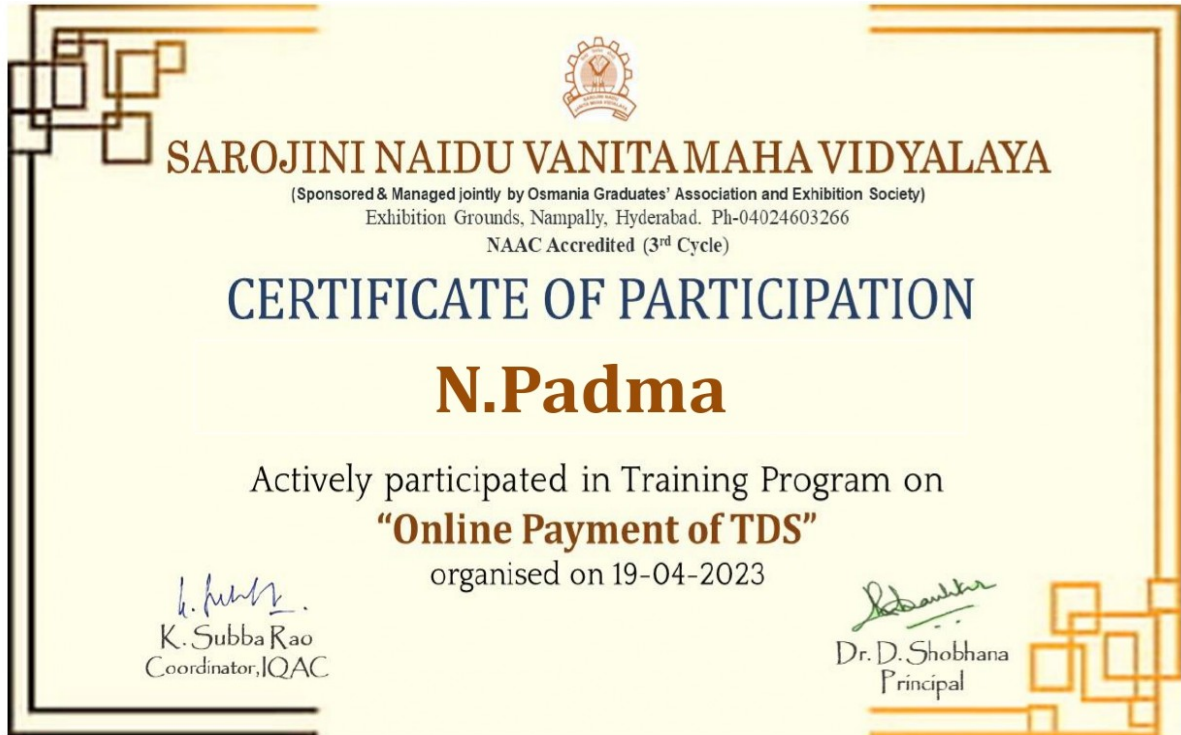 SAROJINI NAIDU VANITA MAHA VIDYALAYA
(Sponsored & Managed jointly by Osmania Graduates' Association and Exhibition Society)
Exhibition Grounds, Nampally, Hyderabad. Ph-04024603266
NAAC Accredited (3rd Cycle)
CERTIFICATE OF PARTICIPATION
N.Padma
Actively participated in Training Program on
“Online Payment of TDS”
organised on 19-04-2023
K. Subba Rao
Coordinator,IQAC
Dr. D. Shobhana
Principal